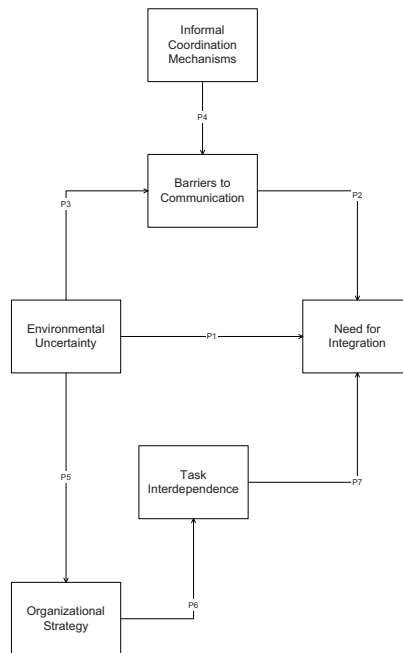 Informal
Coordination
Mechanisms
P4
Barriers to
Communication
P3
P2
Environmental
Uncertainty
P1
Need for
Integration
Task
Interdependence
P5
P7
Organizational
Strategy
P6